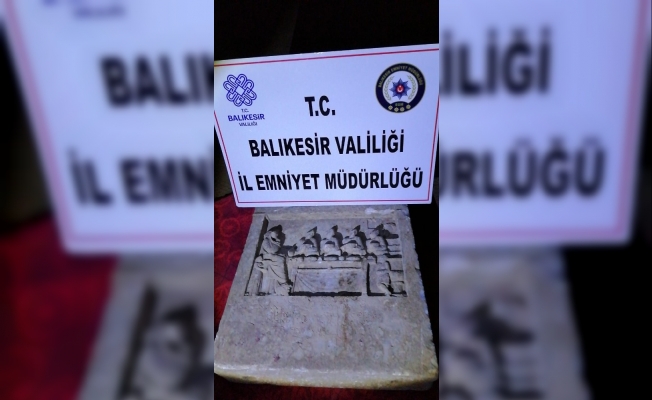 T.C.
BALIKESİR
VALİLİĞİ
T.C.
BALIKESİR VALİLİĞİ
İL EMNİYET MÜDÜRLÜĞÜ